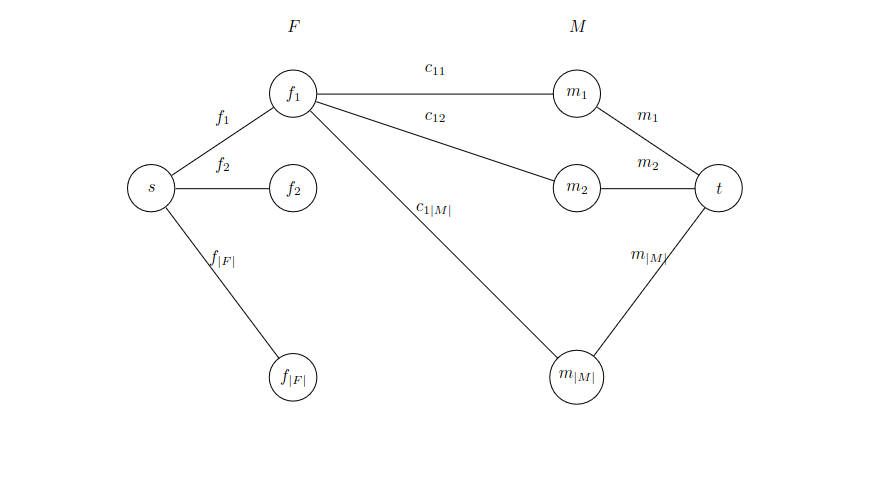 F M
c_{11}
f_1 m_1
c_{12}
f_1 m_1
f_2 m_2
s f_2 m_2 t
c_{1|M|}
f_{|F|} m_{|M|}
f_{|F|} m_{|M|}